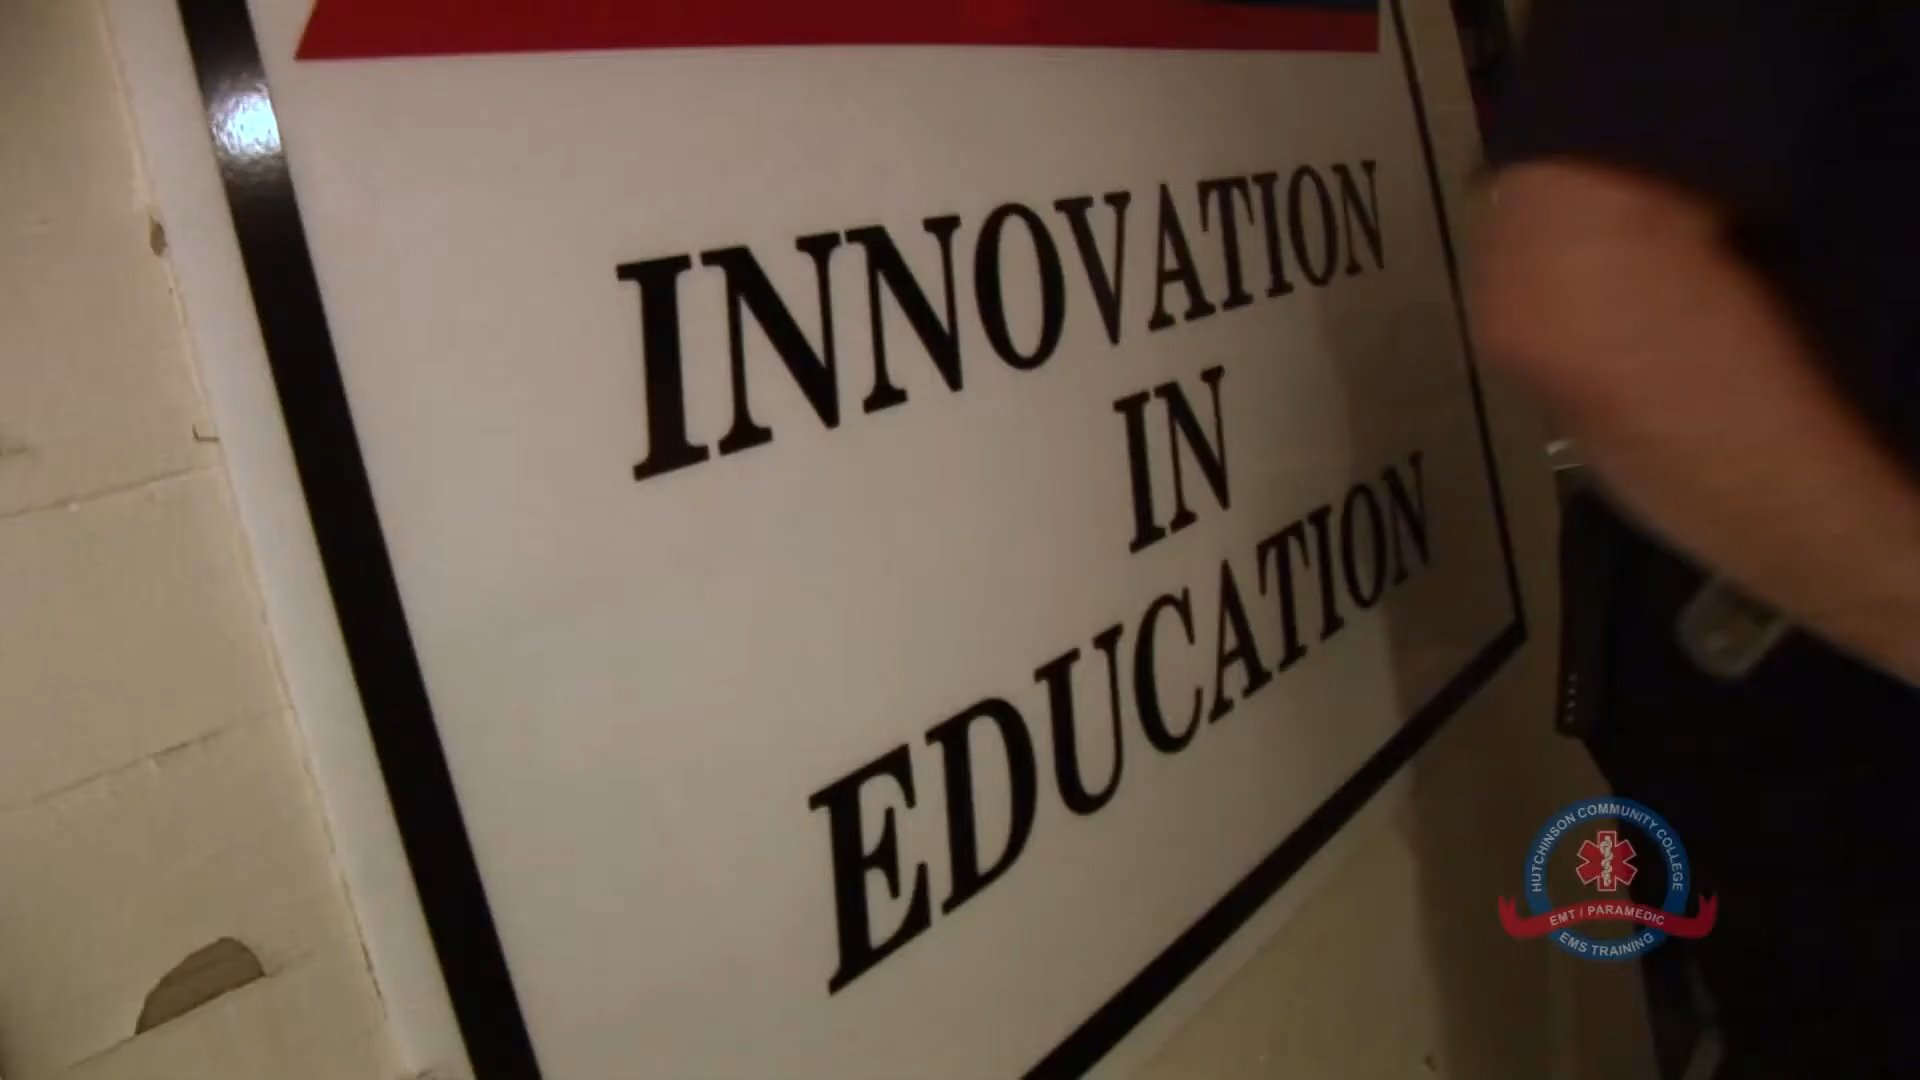 INNOVATION
IN
EDUCATION
HUTCHINSON COMMUNITY COLLEGE
EMT / PARAMEDIC
EMS TRAINING